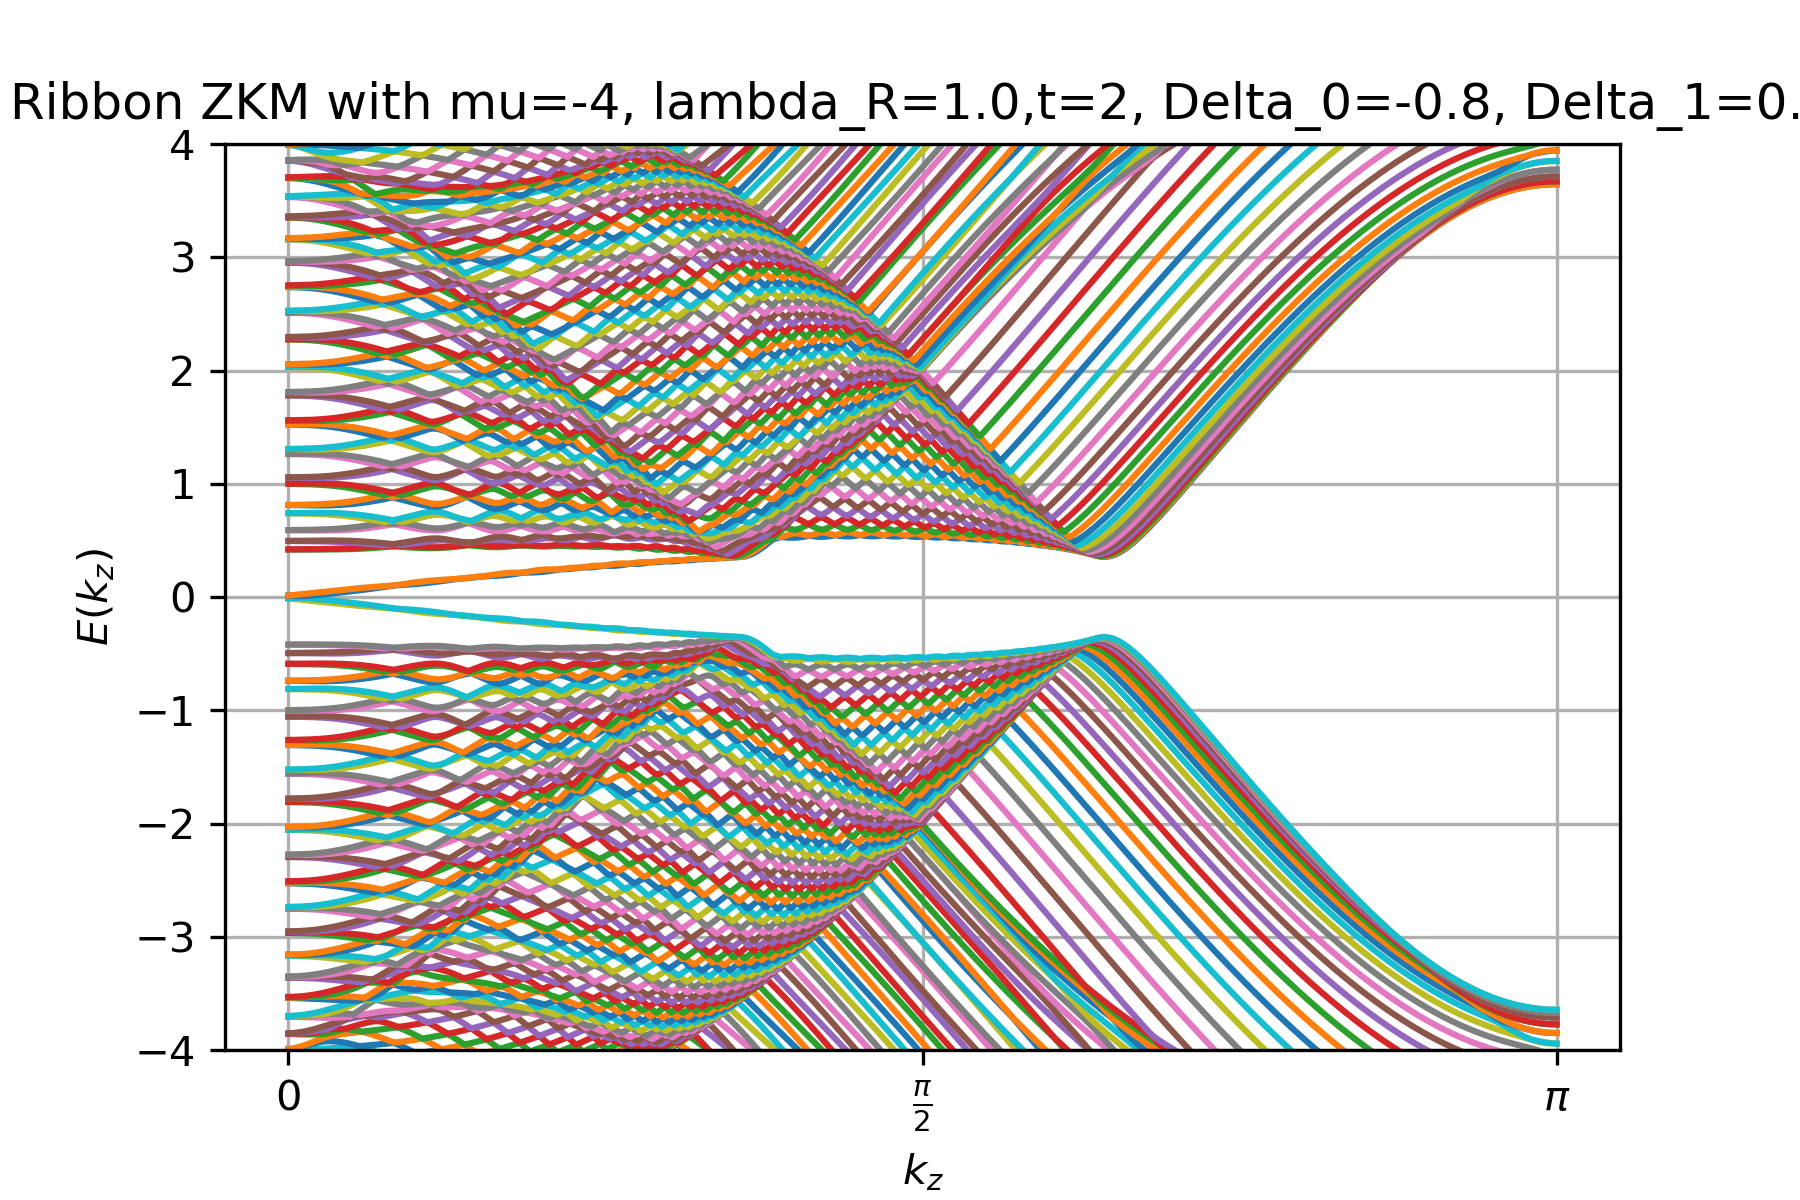 Ribbon ZKM with mu=-4, lambda_R=1.0,t=2, Delta_0=-0.8, Delta_1=0.
4
3
2
1
0
−1
−2
−3
−4
E(k_z)
0
π/2
π
k_z